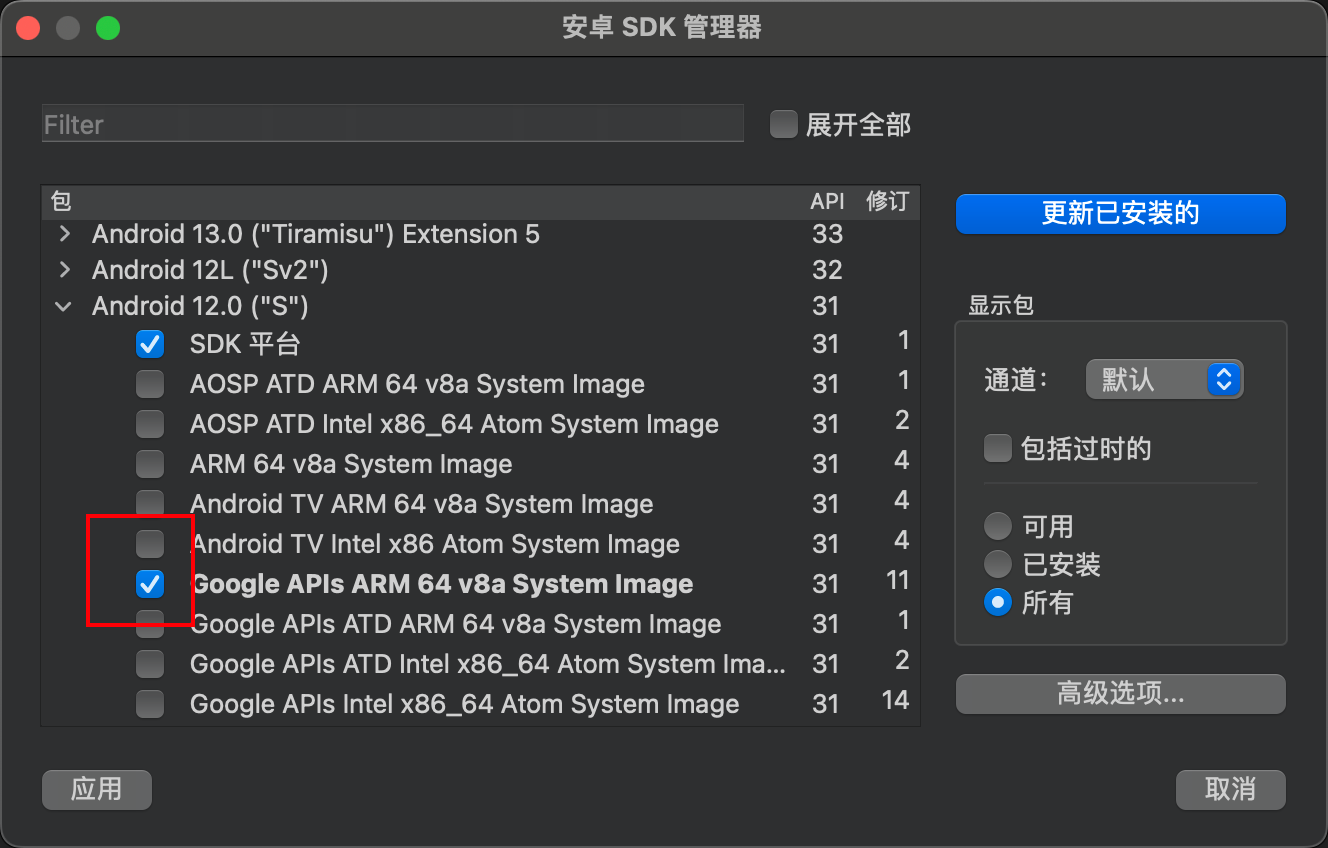 安卓 SDK 管理器
Filter
展开全部
包 API 修订
Android 13.0 ("Tiramisu") Extension 5 33
Android 12L ("Sv2") 32
Android 12.0 ("S") 31
SDK 平台 31 1
AOSP ATD ARM 64 v8a System Image 31 1
AOSP ATD Intel x86_64 Atom System Image 31 2
ARM 64 v8a System Image 31 4
Android TV ARM 64 v8a System Image 31 4
Android TV Intel x86 Atom System Image 31 4
Google APIs ARM 64 v8a System Image 31 11
Google APIs ATD ARM 64 v8a System Image 31 1
Google APIs ATD Intel x86_64 Atom System Ima... 31 2
Google APIs Intel x86_64 Atom System Image 31 14
更新已安装的
显示包
通道： 默认
包括过时的
可用
已安装
所有
高级选项...
应用
取消